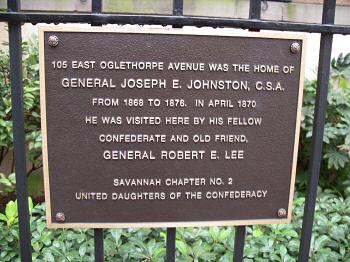 105 EAST OGLETHORPE AVENUE WAS THE HOME OF
GENERAL JOSEPH E. JOHNSTON, C.S.A.
FROM 1868 TO 1876. IN APRIL 1870
HE WAS VISITED HERE BY HIS FELLOW
CONFEDERATE AND OLD FRIEND,
GENERAL ROBERT E. LEE
SAVANNAH CHAPTER NO. 2
UNITED DAUGHTERS OF THE CONFEDERACY